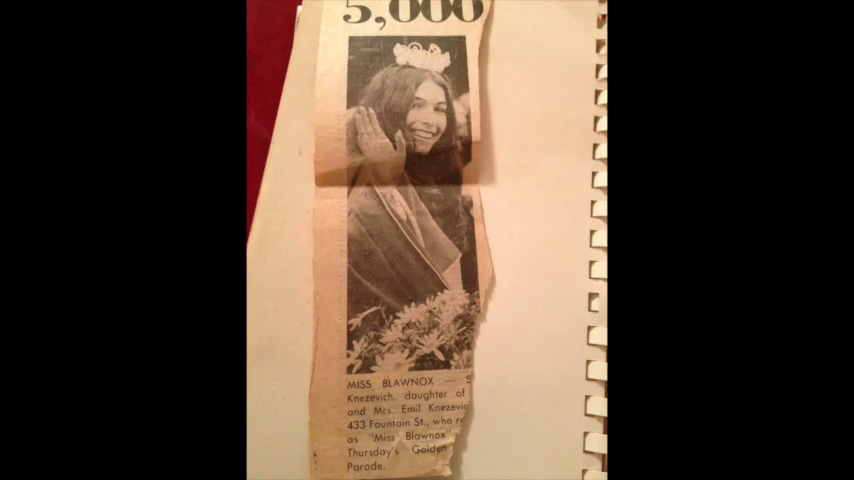 5,000
MISS BLAWNOX — S
Knezevich, daughter of
and Mrs. Emil Knezevic
433 Fountain St., who re
as "Miss Blawnox"
Thursday's Golden
Parade.